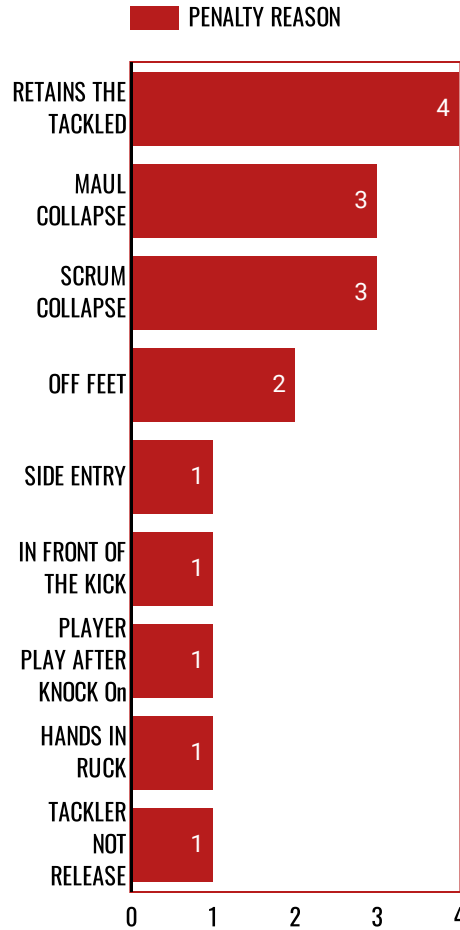 PENALTY REASON
RETAINS THE
TACKLED
4
MAUL
COLLAPSE
3
SCRUM
COLLAPSE
3
OFF FEET
2
SIDE ENTRY
1
IN FRONT OF
THE KICK
1
PLAYER
PLAY AFTER
KNOCK On
1
HANDS IN
RUCK
1
TACKLER
NOT
RELEASE
1
0 1 2 3 4